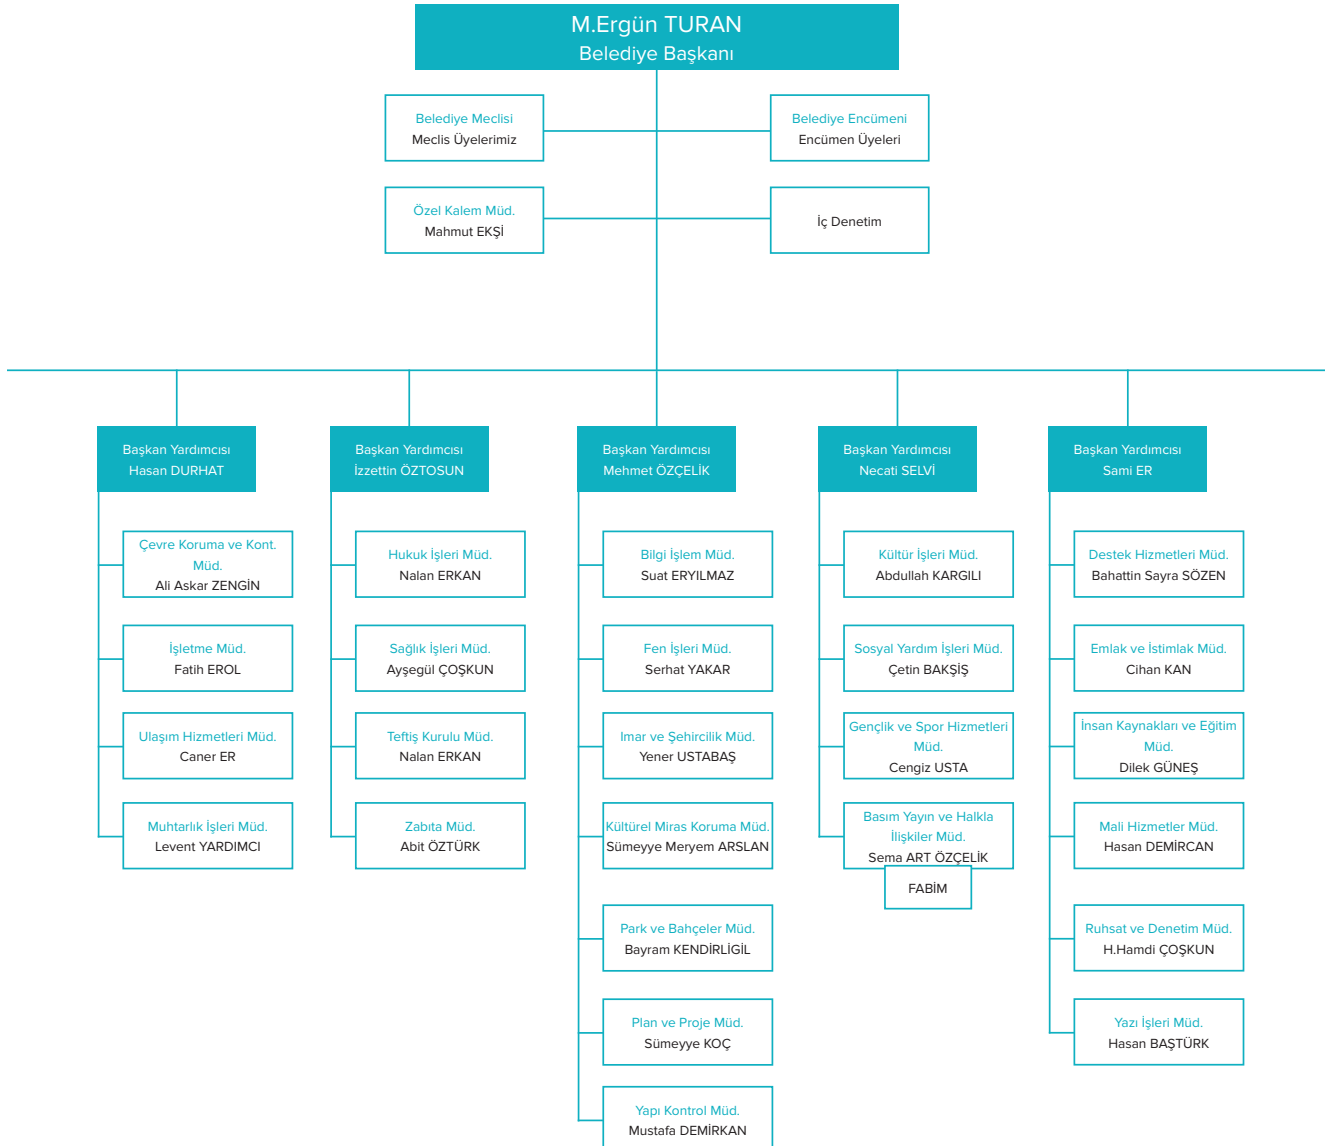 M.Ergün TURAN
Belediye Başkanı
Belediye Meclisi
Meclis Üyelerimiz
Belediye Encümeni
Encümen Üyeleri
Özel Kalem Müd.
Mahmut EKŞİ
İç Denetim
Başkan Yardımcısı
Hasan DURHAT
Çevre Koruma ve Kont.
Müd.
Ali Askar ZENGİN
İşletme Müd.
Fatih EROL
Ulaşım Hizmetleri Müd.
Caner ER
Muhtarlık İşleri Müd.
Levent YARDIMCI
Başkan Yardımcısı
İzzettin ÖZTOSUN
Hukuk İşleri Müd.
Nalan ERKAN
Sağlık İşleri Müd.
Ayşegül ÇOŞKUN
Teftiş Kurulu Müd.
Nalan ERKAN
Zabıta Müd.
Abit ÖZTÜRK
Başkan Yardımcısı
Mehmet ÖZÇELİK
Bilgi İşlem Müd.
Suat ERYILMAZ
Fen İşleri Müd.
Serhat YAKAR
Imar ve Şehircilik Müd.
Yener USTABAŞ
Kültürel Miras Koruma Müd.
Sümeyye Meryem ARSLAN
Park ve Bahçeler Müd.
Bayram KENDİRLİGİL
Plan ve Proje Müd.
Sümeyye KOÇ
Yapı Kontrol Müd.
Mustafa DEMİRKAN
Başkan Yardımcısı
Necati SELVİ
Kültür İşleri Müd.
Abdullah KARGILI
Sosyal Yardım İşleri Müd.
Çetin BAKŞİŞ
Gençlik ve Spor Hizmetleri
Müd.
Cengiz USTA
Basım Yayın ve Halkla
İlişkiler Müd.
Sema ART ÖZÇELİK
FABİM
Başkan Yardımcısı
Sami ER
Destek Hizmetleri Müd.
Bahattin Sayra SÖZEN
Emlak ve İstimlak Müd.
Cihan KAN
İnsan Kaynakları ve Eğitim
Müd.
Dilek GÜNEŞ
Mali Hizmetler Müd.
Hasan DEMİRCAN
Ruhsat ve Denetim Müd.
H.Hamdi ÇOŞKUN
Yazı İşleri Müd.
Hasan BAŞTÜRK